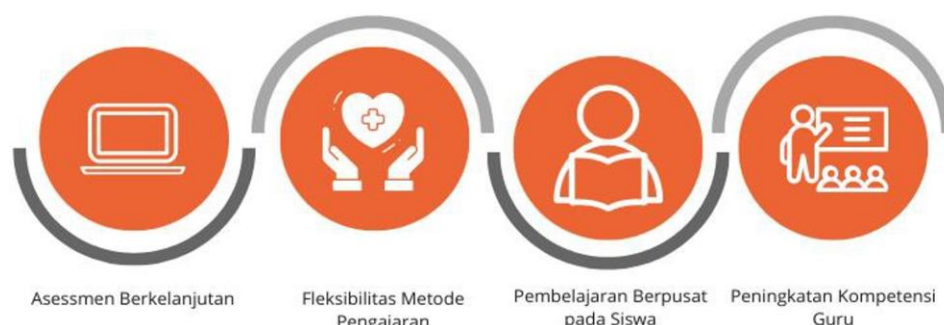 Asessmen Berkelanjutan
Fleksibilitas Metode
Pengajaran
Pembelajaran Berpusat
pada Siswa
Peningkatan Kompetensi
Guru